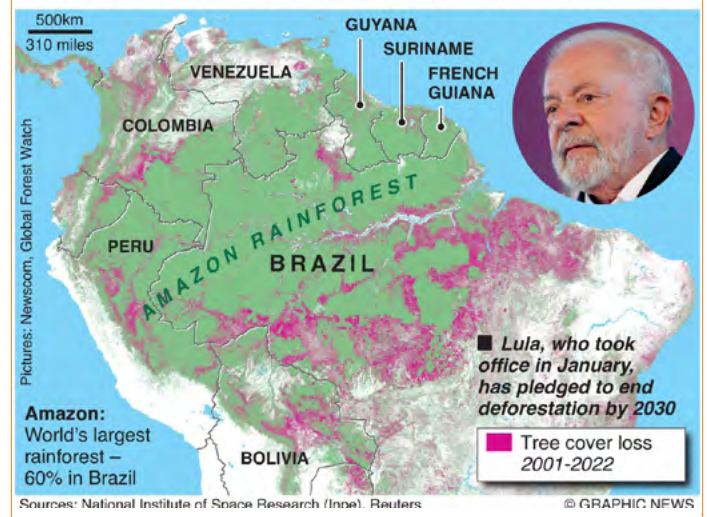 500km
310 miles
GUYANA
SURINAME
FRENCH
GUIANA
VENEZUELA
COLOMBIA
Pictures: Newscom, Global Forest Watch
AMAZON RAINFOREST
PERU
BRAZIL
■ Lula, who took
office in January,
has pledged to end
deforestation by 2030
Amazon:
World's largest
rainforest –
60% in Brazil
BOLIVIA
Tree cover loss
2001-2022
Sources: National Institute of Space Research (Inpe), Reuters
© GRAPHIC NEWS